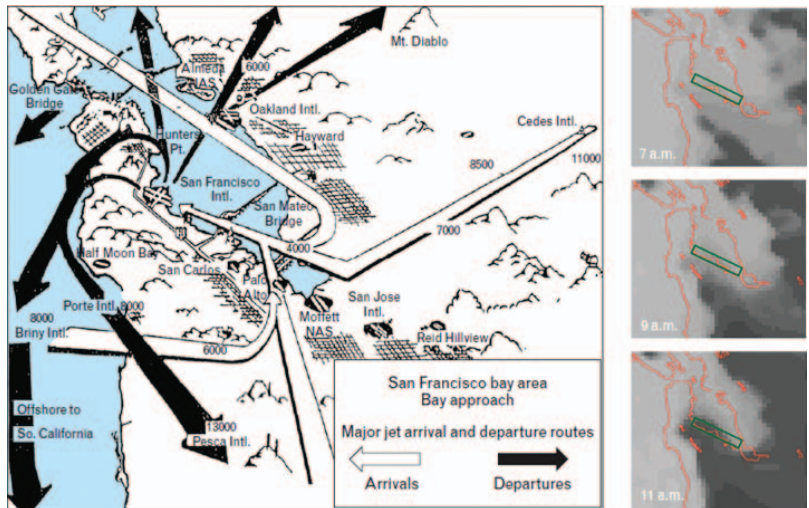 Mt. Diablo
6000
Almeda
NAS
Golden Gate
Bridge
Oakland Intl.
Hunters
Pt.
Hayward
Cedes Intl.
San Francisco
Intl.
8500
11000
San Mateo
Bridge
7000
4000
Half Moon Bay
San Carlos
Palo
Alto
Porte Intl.
8000
8000
Briny Intl.
Moffett
NAS
San Jose
Intl.
Reid Hillview
6000
Offshore to
So. California
13000
Pesca Intl.
San Francisco bay area
Bay approach
Major jet arrival and departure routes
Arrivals
Departures
7 a.m.
9 a.m.
11 a.m.